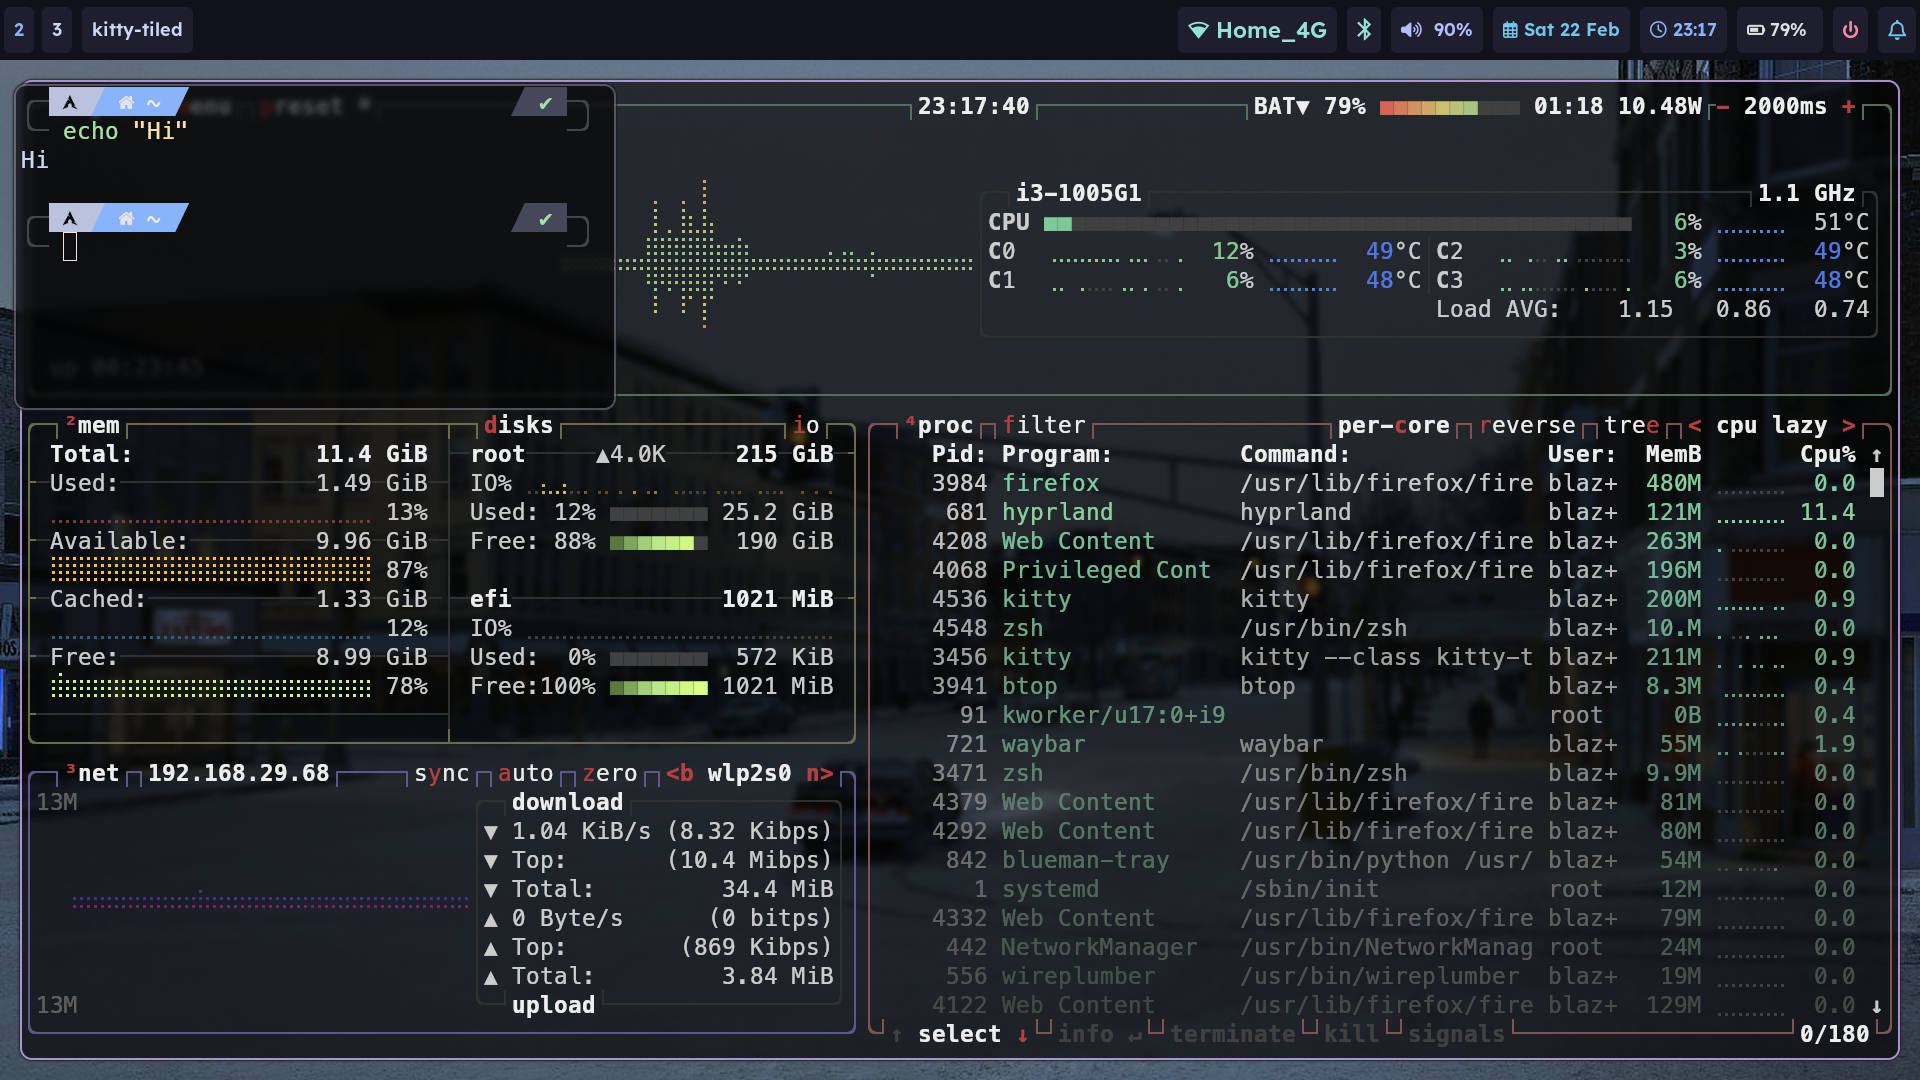 2 3 kitty-tiled Home_4G 90% Sat 22 Feb 23:17 79%
~ ✔
echo "Hi"
Hi
~ ✔
enu preset *
up 00:23:45
23:17:40 BAT▼ 79% 01:18 10.48W - 2000ms +
i3-1005G1 1.1 GHz
CPU 6% 51°C
C0 12% 49°C C2 3% 49°C
C1 6% 48°C C3 6% 48°C
Load AVG: 1.15 0.86 0.74
²mem disks io
Total: 11.4 GiB root ▲4.0K 215 GiB
Used: 1.49 GiB IO%
13% Used: 12% 25.2 GiB
Available: 9.96 GiB Free: 88% 190 GiB
87%
Cached: 1.33 GiB efi 1021 MiB
12% IO%
Free: 8.99 GiB Used: 0% 572 KiB
78% Free:100% 1021 MiB
³net 192.168.29.68 sync auto zero <b wlp2s0 n>
13M download
▼ 1.04 KiB/s (8.32 Kibps)
▼ Top: (10.4 Mibps)
▼ Total: 34.4 MiB
▲ 0 Byte/s (0 bitps)
▲ Top: (869 Kibps)
▲ Total: 3.84 MiB
13M upload
⁴proc filter per-core reverse tree < cpu lazy >
Pid: Program: Command: User: MemB Cpu% ↑
3984 firefox /usr/lib/firefox/fire blaz+ 480M 0.0
681 hyprland hyprland blaz+ 121M 11.4
4208 Web Content /usr/lib/firefox/fire blaz+ 263M 0.0
4068 Privileged Cont /usr/lib/firefox/fire blaz+ 196M 0.0
4536 kitty kitty blaz+ 200M 0.9
4548 zsh /usr/bin/zsh blaz+ 10.M 0.0
3456 kitty kitty --class kitty-t blaz+ 211M 0.9
3941 btop btop blaz+ 8.3M 0.4
91 kworker/u17:0+i9 root 0B 0.4
721 waybar waybar blaz+ 55M 1.9
3471 zsh /usr/bin/zsh blaz+ 9.9M 0.0
4379 Web Content /usr/lib/firefox/fire blaz+ 81M 0.0
4292 Web Content /usr/lib/firefox/fire blaz+ 80M 0.0
842 blueman-tray /usr/bin/python /usr/ blaz+ 54M 0.0
1 systemd /sbin/init root 12M 0.0
4332 Web Content /usr/lib/firefox/fire blaz+ 79M 0.0
442 NetworkManager /usr/bin/NetworkManag root 24M 0.0
556 wireplumber /usr/bin/wireplumber blaz+ 19M 0.0
4122 Web Content /usr/lib/firefox/fire blaz+ 129M 0.0 ↓
↑ select ↓ info ↵ terminate kill signals 0/180